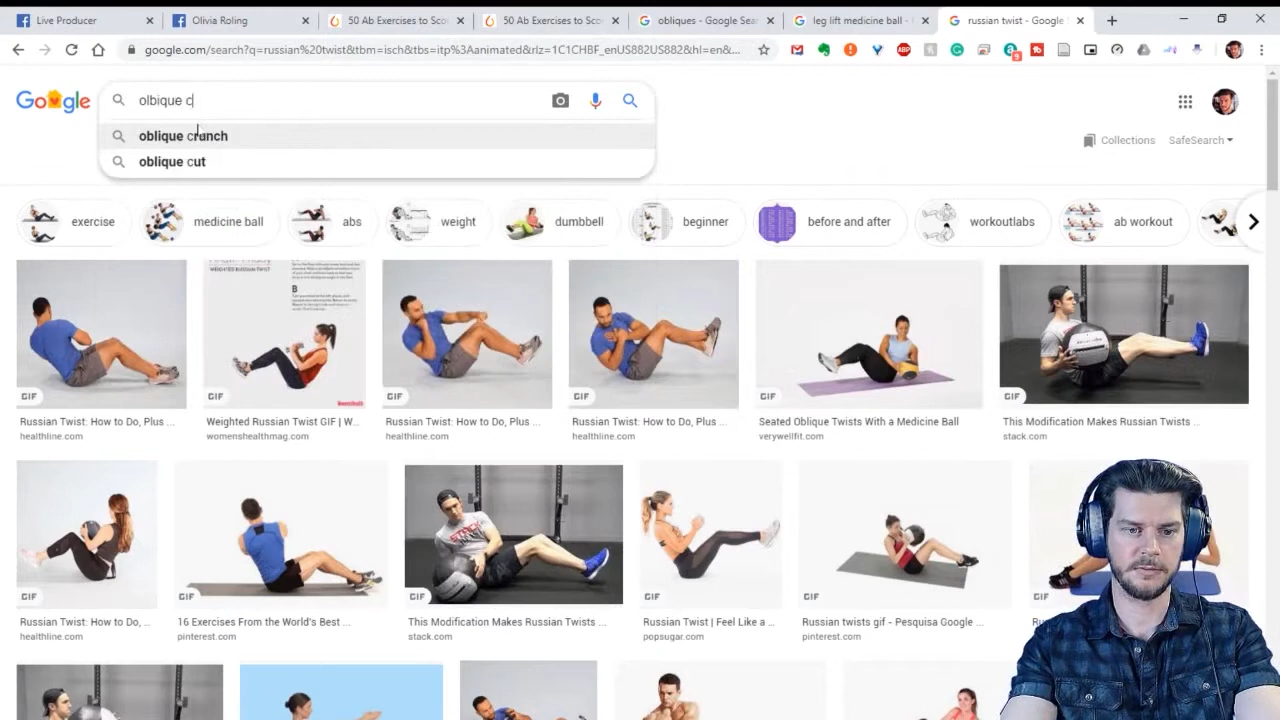 Live Producer
Olivia Roling
50 Ab Exercises to Sco
50 Ab Exercises to Sco
obliques - Google Sea
leg lift medicine ball -
russian twist - Google S
google.com/search?q=russian%20twist&tbm=isch&tbs=itp%3Aanimated&rlz=1C1CHBF_enUS882US882&hl=en&...
ABP
9
Google
olbique c
oblique crunch
oblique cut
Collections
SafeSearch
exercise
medicine ball
abs
weight
dumbbell
beginner
before and after
workoutlabs
ab workout
WEIGHTED RUSSIAN TWIST
B
GIF
GIF
GIF
GIF
GIF
GIF
Russian Twist: How to Do, Plus ...
Weighted Russian Twist GIF | W...
Russian Twist: How to Do, Plus ...
Russian Twist: How to Do, Plus ...
Seated Oblique Twists With a Medicine Ball
This Modification Makes Russian Twists ...
healthline.com
womenshealthmag.com
healthline.com
healthline.com
verywellfit.com
stack.com
GIF
GIF
GIF
GIF
GIF
GIF
Russian Twist: How to Do, ...
16 Exercises From the World's Best ...
This Modification Makes Russian Twists ...
Russian Twist | Feel Like a ...
Russian twists gif - Pesquisa Google ...
healthline.com
pinterest.com
stack.com
popsugar.com
pinterest.com